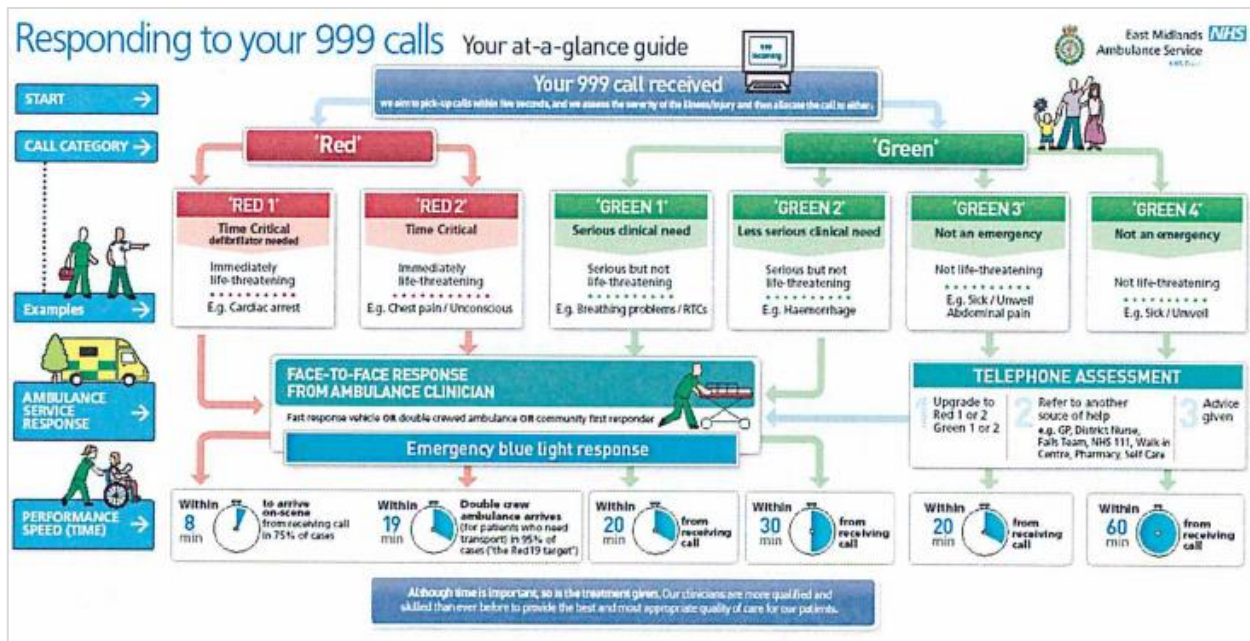 Responding to your 999 calls Your at-a-glance guide
East Midlands NHS
Ambulance Service
NHS Trust
Your 999 call received
we aim to pick-up calls within five seconds, and we assess the severity of the illness/injury and then allocate the call to either:
START
CALL CATEGORY
'Red'
'Green'
'RED 1'
Time Critical
defibrillator needed
Immediately
life-threatening
E.g. Cardiac arrest
'RED 2'
Time Critical
Immediately
life-threatening
E.g. Chest pain / Unconscious
'GREEN 1'
Serious clinical need
Serious but not
life-threatening
E.g. Breathing problems / RTCs
'GREEN 2'
Less serious clinical need
Serious but not
life-threatening
E.g. Haemorrhage
'GREEN 3'
Not an emergency
Not life-threatening
E.g. Sick / Unwell
Abdominal pain
'GREEN 4'
Not an emergency
Not life-threatening
E.g. Sick / Unwell
Examples
AMBULANCE
SERVICE
RESPONSE
FACE-TO-FACE RESPONSE
FROM AMBULANCE CLINICIAN
Fast response vehicle OR double crewed ambulance OR community first responder
Emergency blue light response
TELEPHONE ASSESSMENT
1 Upgrade to
Red 1 or 2
Green 1 or 2
2 Refer to another
souce of help
e.g. GP, District Nurse,
Falls Team, NHS 111, Walk in
Centre, Pharmacy, Self Care
3 Advice
given
PERFORMANCE
SPEED (TIME)
Within
8
min
to arrive
on-scene
from receiving call
in 75% of cases
Within
19
min
Double crew
ambulance arrives
(for patients who need
transport) in 95% of
cases ('the Red19 target')
Within
20
min
from
receiving
call
Within
30
min
from
receiving
call
Within
20
min
from
receiving
call
Within
60
min
from
receiving
call
Although time is important, so is the treatment given. Our clinicians are more qualified and
skilled than ever before to provide the best and most appropriate quality of care for our patients.